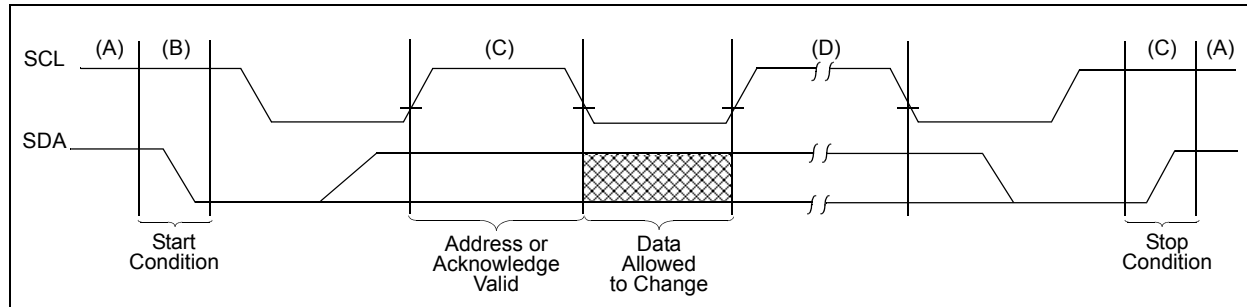 (A) (B) (C) (D) (C) (A)
SCL
SDA
Start
Condition
Address or
Acknowledge
Valid
Data
Allowed
to Change
Stop
Condition